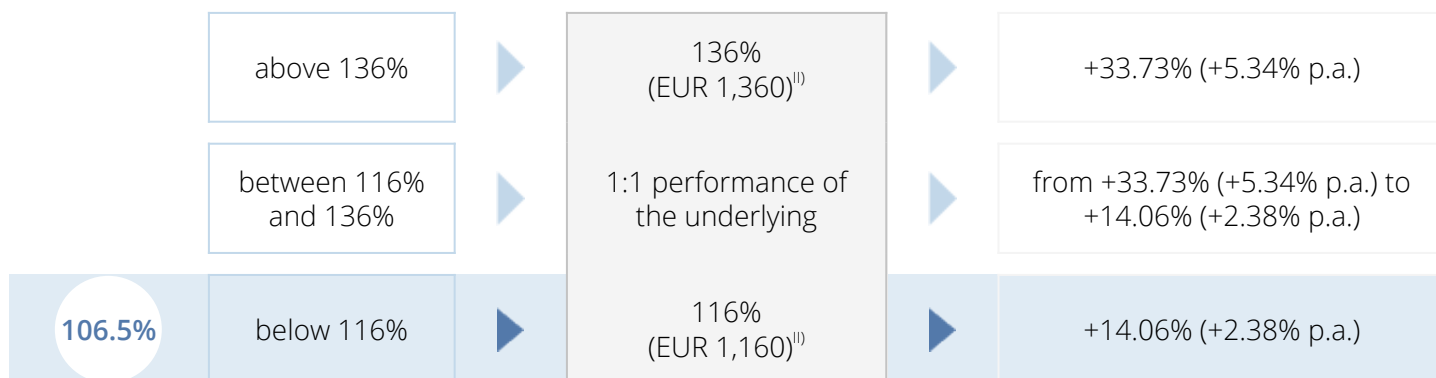 above 136%
136%
(EUR 1,360)II)
+33.73% (+5.34% p.a.)
between 116%
and 136%
1:1 performance of
the underlying
from +33.73% (+5.34% p.a.) to
+14.06% (+2.38% p.a.)
106.5%
below 116%
116%
(EUR 1,160)II)
+14.06% (+2.38% p.a.)